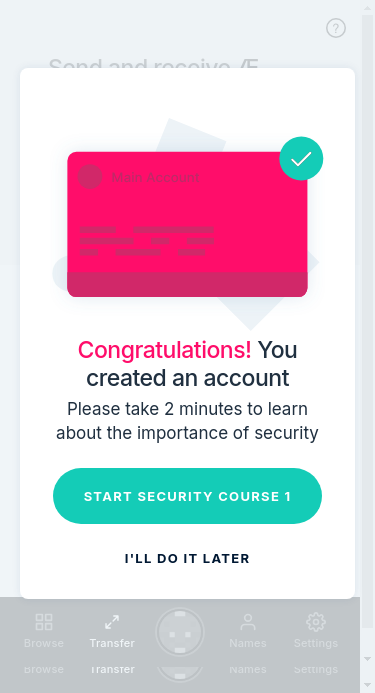 Send and receive Æ
Main Account
Congratulations! You
created an account
Please take 2 minutes to learn
about the importance of security
START SECURITY COURSE 1
I'LL DO IT LATER
Browse Transfer Names Settings
Browse Transfer Names Settings